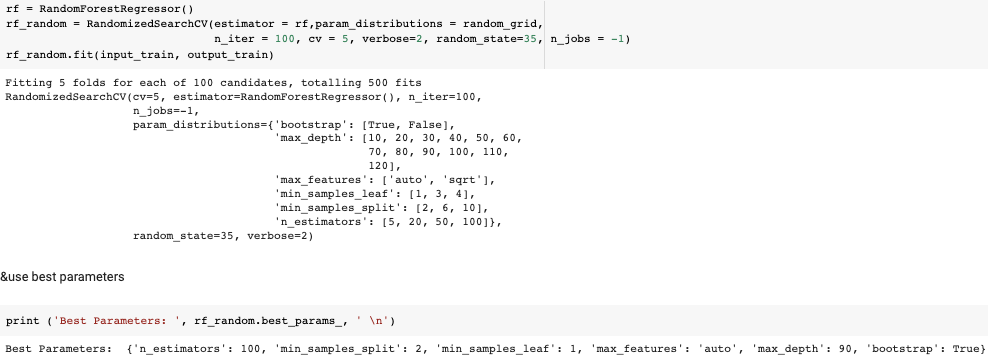 rf = RandomForestRegressor()
rf_random = RandomizedSearchCV(estimator = rf,param_distributions = random_grid,
                              n_iter = 100, cv = 5, verbose=2, random_state=35, n_jobs = -1)
rf_random.fit(input_train, output_train)
Fitting 5 folds for each of 100 candidates, totalling 500 fits
RandomizedSearchCV(cv=5, estimator=RandomForestRegressor(), n_iter=100,
                   n_jobs=-1,
                   param_distributions={'bootstrap': [True, False],
                                        'max_depth': [10, 20, 30, 40, 50, 60,
                                                      70, 80, 90, 100, 110,
                                                      120],
                                        'max_features': ['auto', 'sqrt'],
                                        'min_samples_leaf': [1, 3, 4],
                                        'min_samples_split': [2, 6, 10],
                                        'n_estimators': [5, 20, 50, 100]},
                   random_state=35, verbose=2)
&use best parameters
print ('Best Parameters: ', rf_random.best_params_, ' \n')
Best Parameters:  {'n_estimators': 100, 'min_samples_split': 2, 'min_samples_leaf': 1, 'max_features': 'auto', 'max_depth': 90, 'bootstrap': True}